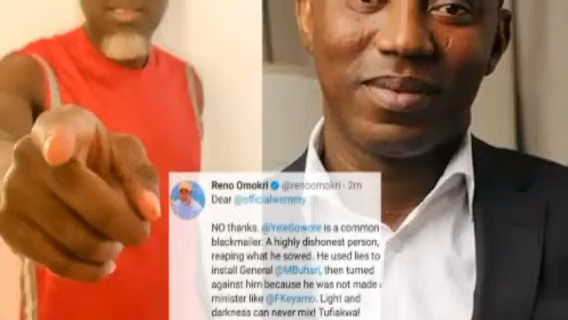 Reno Omokri @renoomokri · 2m
Dear @officialwemmy
NO thanks. @YeleSowore is a common
blackmailer. A highly dishonest person,
reaping what he sowed. He used lies to
install General @MBuhari, then turned
against him because he was not made a
minister like @FKeyamo. Light and
darkness can never mix! Tufiakwa!